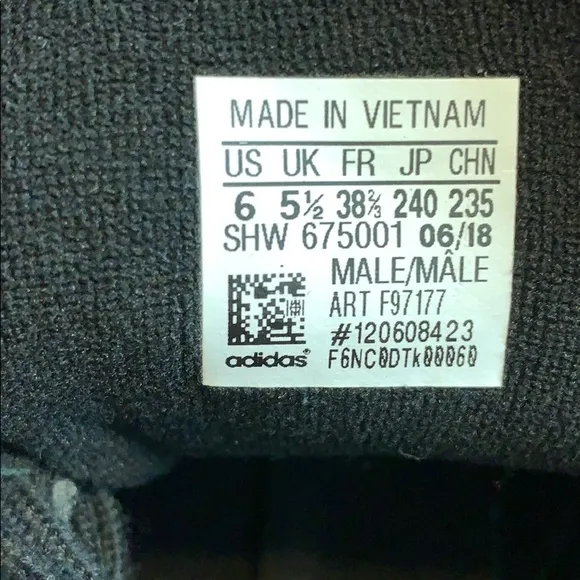 MADE IN VIETNAM
US UK FR JP CHN
6 5½ 38⅔ 240 235
SHW 675001 06/18
MALE/MÂLE
ART F97177
#120608423
adidas® F6NC0DTk00060